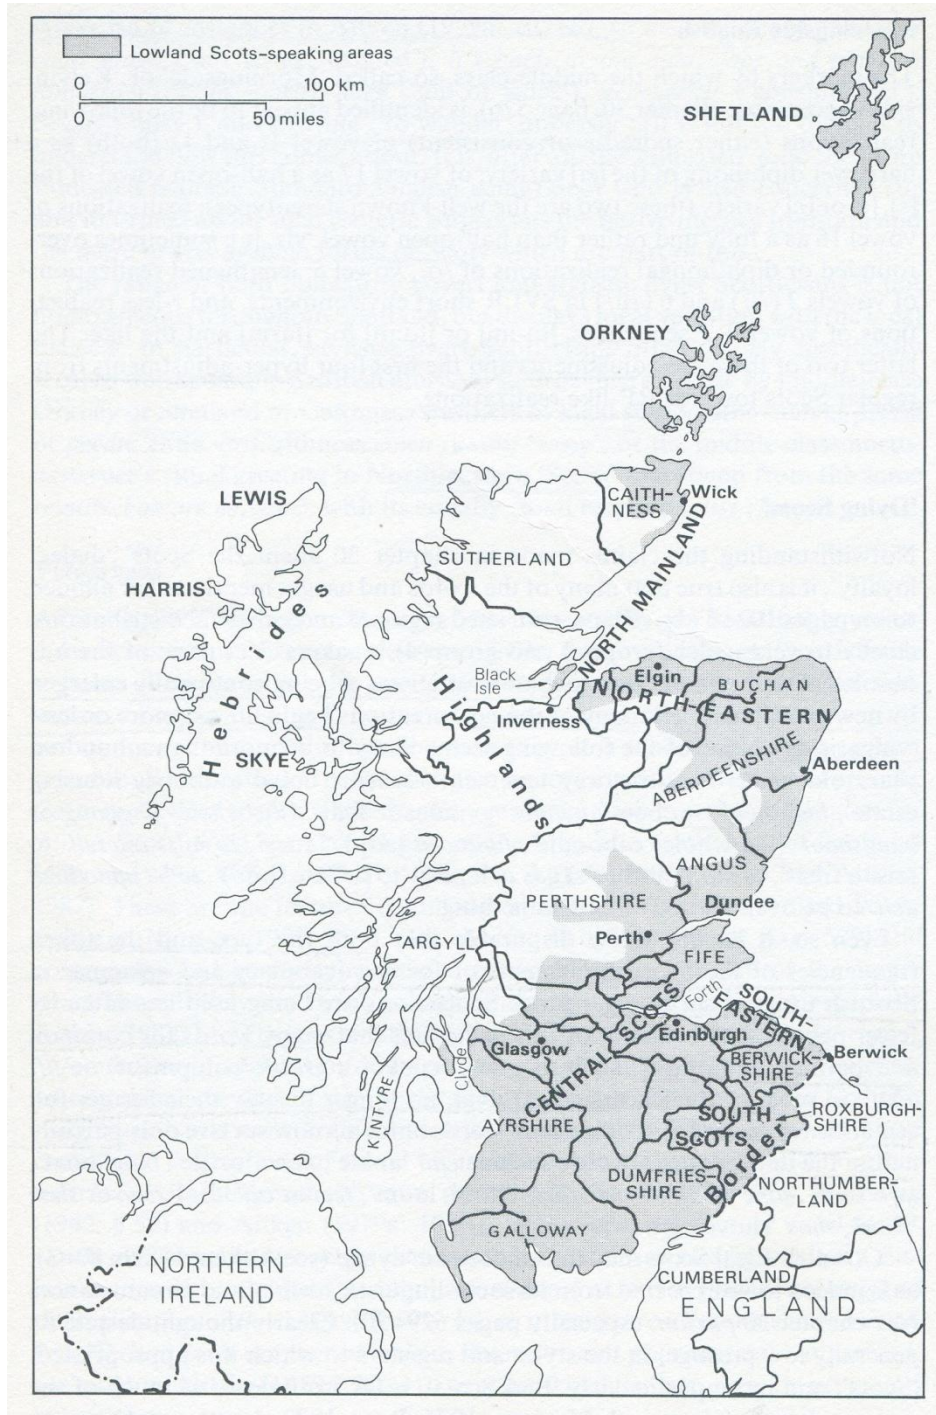 Lowland Scots-speaking areas
0 100 km
0 50 miles
SHETLAND
ORKNEY
CAITH-
NESS
Wick
LEWIS
SUTHERLAND
HARRIS
Hebrides
NORTH MAINLAND
Black
Isle
Elgin
BUCHAN
NORTH-EASTERN
Inverness
Highlands
SKYE
ABERDEENSHIRE
Aberdeen
ANGUS
PERTHSHIRE
Dundee
ARGYLL
Perth
FIFE
Forth
SOUTH-
EASTERN
CENTRAL SCOTS
Edinburgh
Glasgow
Clyde
BERWICK-
SHIRE
Berwick
KINTYRE
AYRSHIRE
SOUTH
SCOTS
ROXBURGH-
SHIRE
Borders
DUMFRIES-
SHIRE
NORTHUMBER-
LAND
GALLOWAY
NORTHERN
IRELAND
CUMBERLAND
ENGLAND